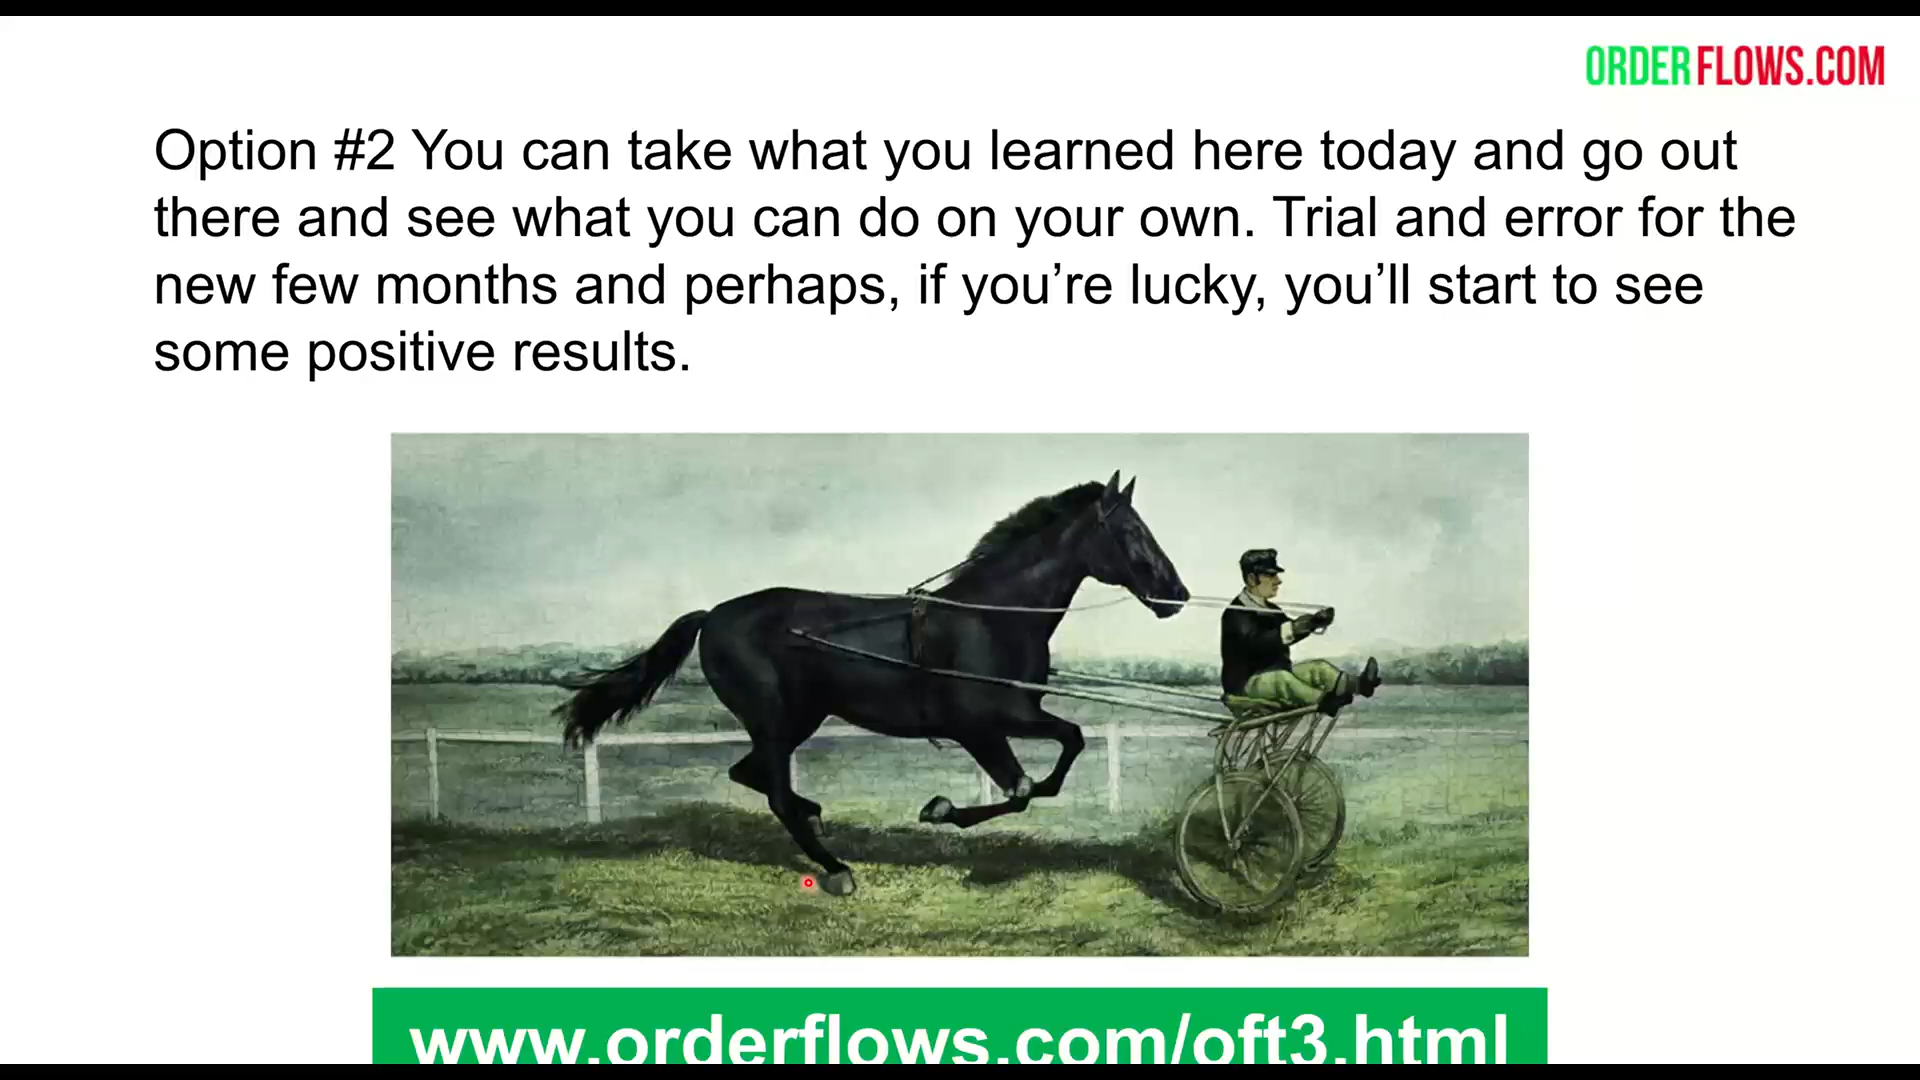 ORDERFLOWS.COM
Option #2 You can take what you learned here today and go out
there and see what you can do on your own. Trial and error for the
new few months and perhaps, if you’re lucky, you’ll start to see
some positive results.
www.orderflows.com/oft3.html